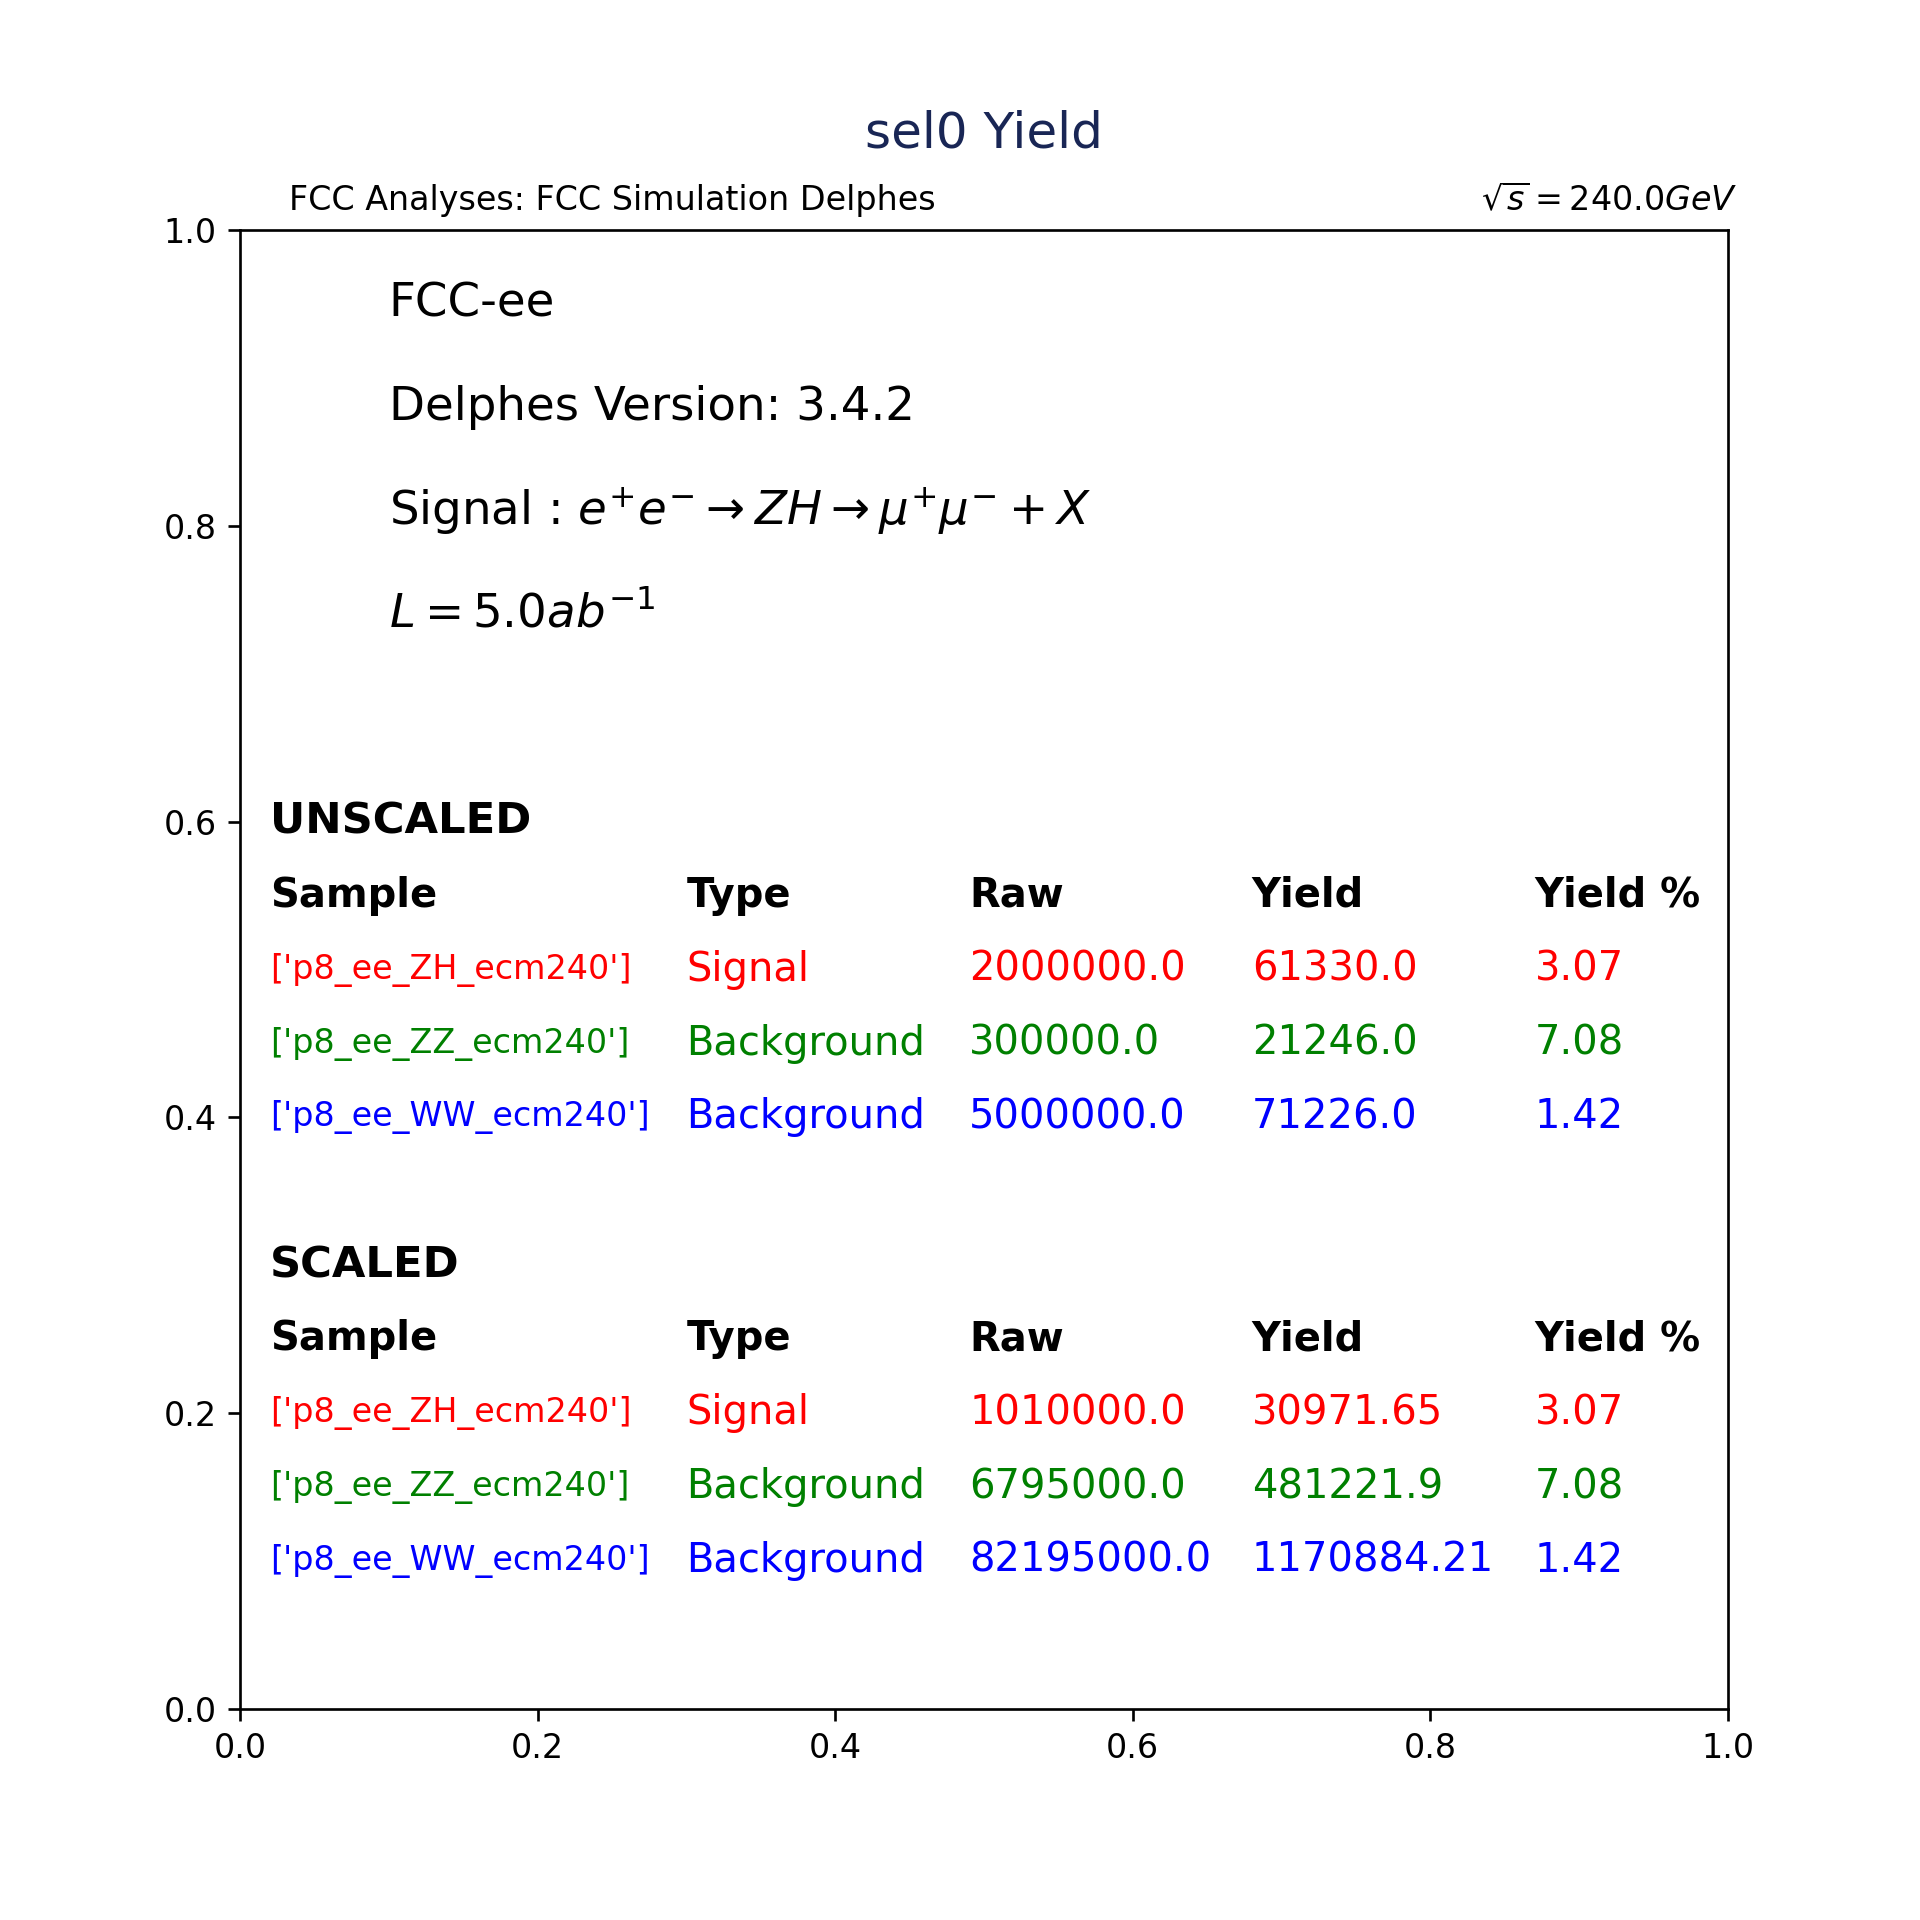 sel0 Yield
FCC Analyses: FCC Simulation Delphes √s = 240.0GeV
1.0
FCC-ee
Delphes Version: 3.4.2
Signal : e⁺e⁻ → ZH → μ⁺μ⁻ + X
0.8
L = 5.0ab⁻¹
UNSCALED
0.6
Sample Type Raw Yield Yield %
['p8_ee_ZH_ecm240'] Signal 2000000.0 61330.0 3.07
['p8_ee_ZZ_ecm240'] Background 300000.0 21246.0 7.08
['p8_ee_WW_ecm240'] Background 5000000.0 71226.0 1.42
0.4
SCALED
Sample Type Raw Yield Yield %
['p8_ee_ZH_ecm240'] Signal 1010000.0 30971.65 3.07
0.2
['p8_ee_ZZ_ecm240'] Background 6795000.0 481221.9 7.08
['p8_ee_WW_ecm240'] Background 82195000.0 1170884.21 1.42
0.0
0.0 0.2 0.4 0.6 0.8 1.0